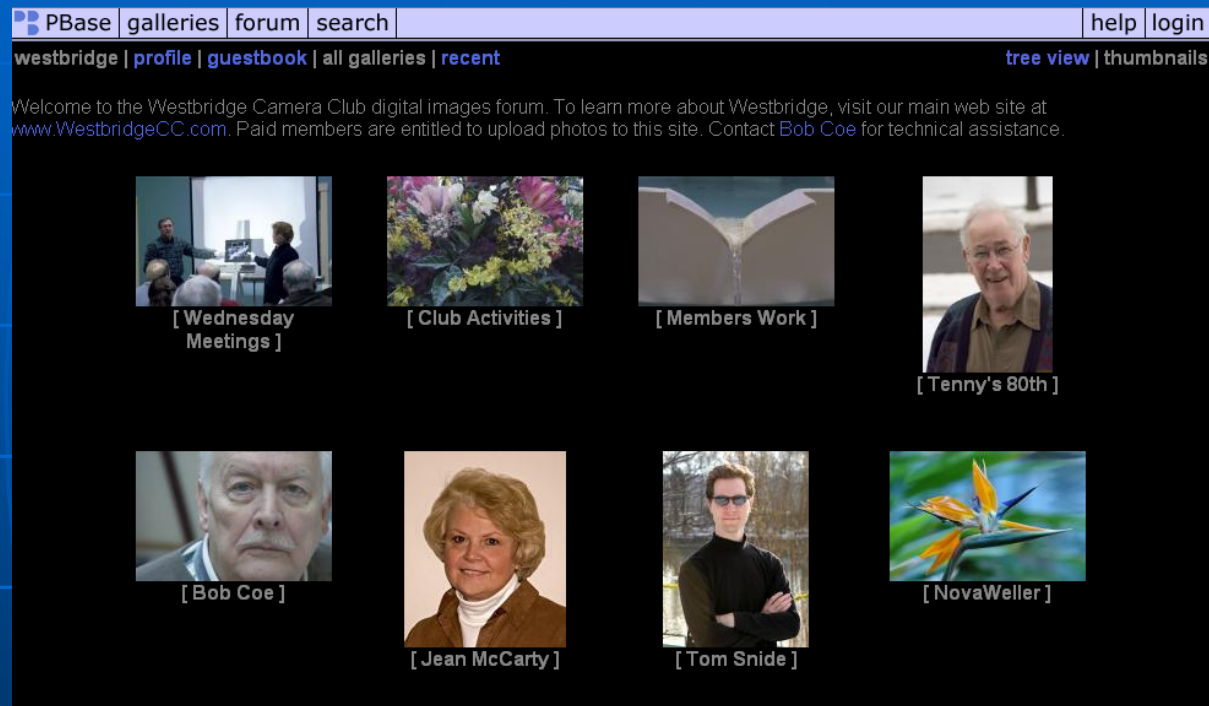 PBase galleries forum search help login
westbridge | profile | guestbook | all galleries | recent tree view | thumbnails
Welcome to the Westbridge Camera Club digital images forum. To learn more about Westbridge, visit our main web site at
www.WestbridgeCC.com. Paid members are entitled to upload photos to this site. Contact Bob Coe for technical assistance.
[ Wednesday
Meetings ]
[ Club Activities ]
[ Members Work ]
[ Tenny's 80th ]
[ Bob Coe ]
[ Jean McCarty ]
[ Tom Snide ]
[ NovaWeller ]